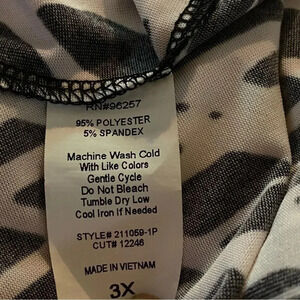 RN#96257
95% POLYESTER
5% SPANDEX
Machine Wash Cold
With Like Colors
Gentle Cycle
Do Not Bleach
Tumble Dry Low
Cool Iron If Needed
STYLE# 211059-1P
CUT# 12246
MADE IN VIETNAM
3X